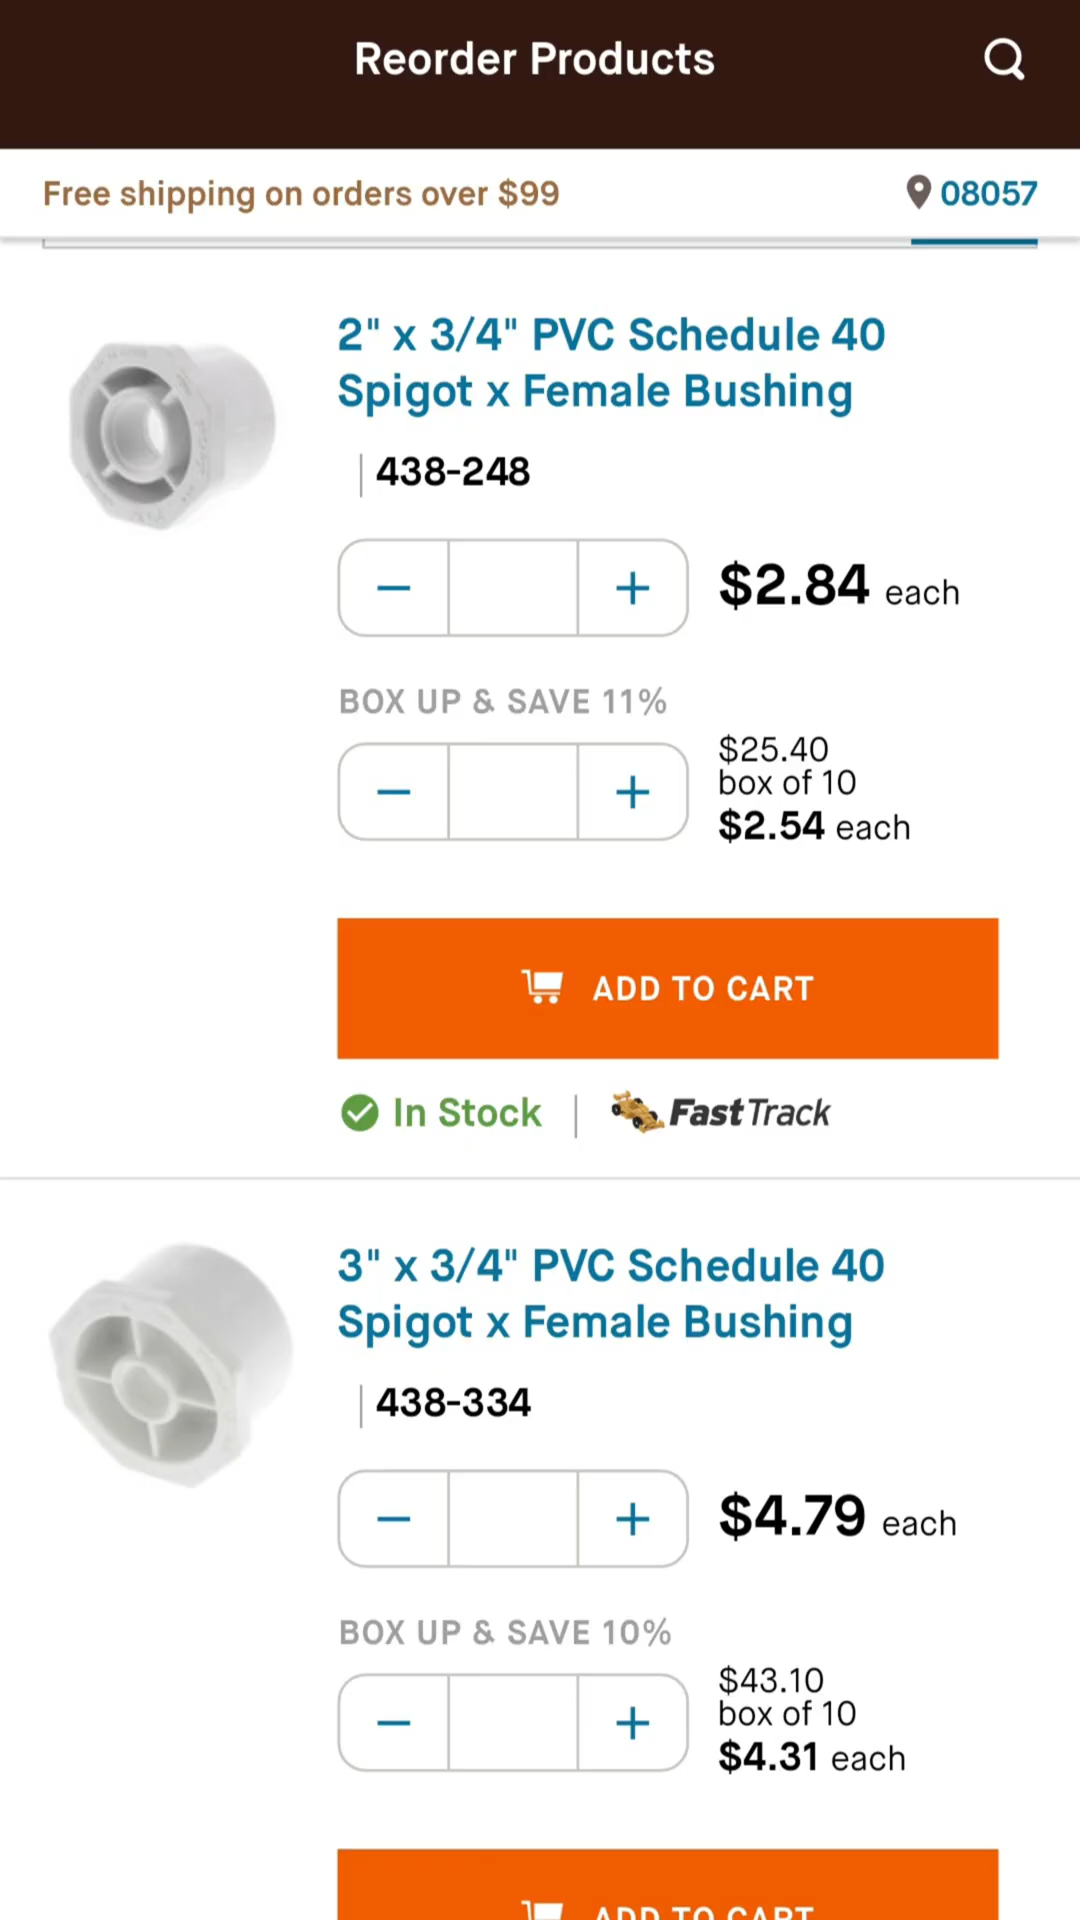 Reorder Products
Free shipping on orders over $99
08057
2" x 3/4" PVC Schedule 40
Spigot x Female Bushing
438-248
$2.84 each
BOX UP & SAVE 11%
$25.40
box of 10
$2.54 each
ADD TO CART
In Stock
FastTrack
3" x 3/4" PVC Schedule 40
Spigot x Female Bushing
438-334
$4.79 each
BOX UP & SAVE 10%
$43.10
box of 10
$4.31 each
ADD TO CART